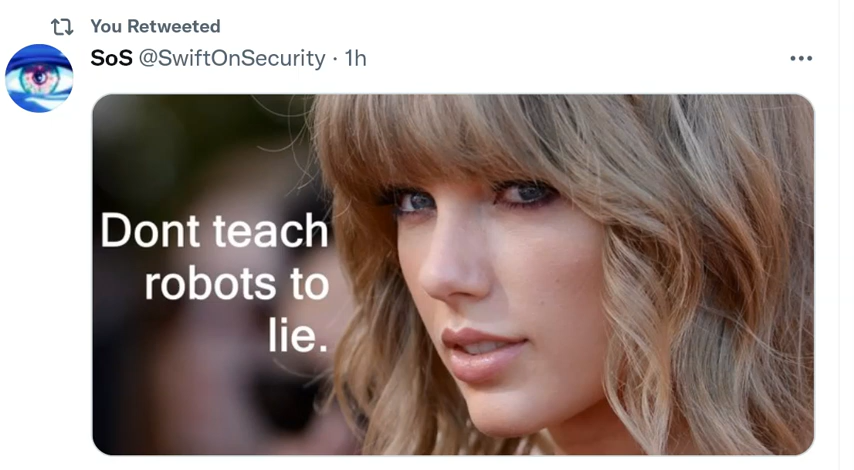 You Retweeted
SoS @SwiftOnSecurity · 1h
Dont teach
robots to
lie.